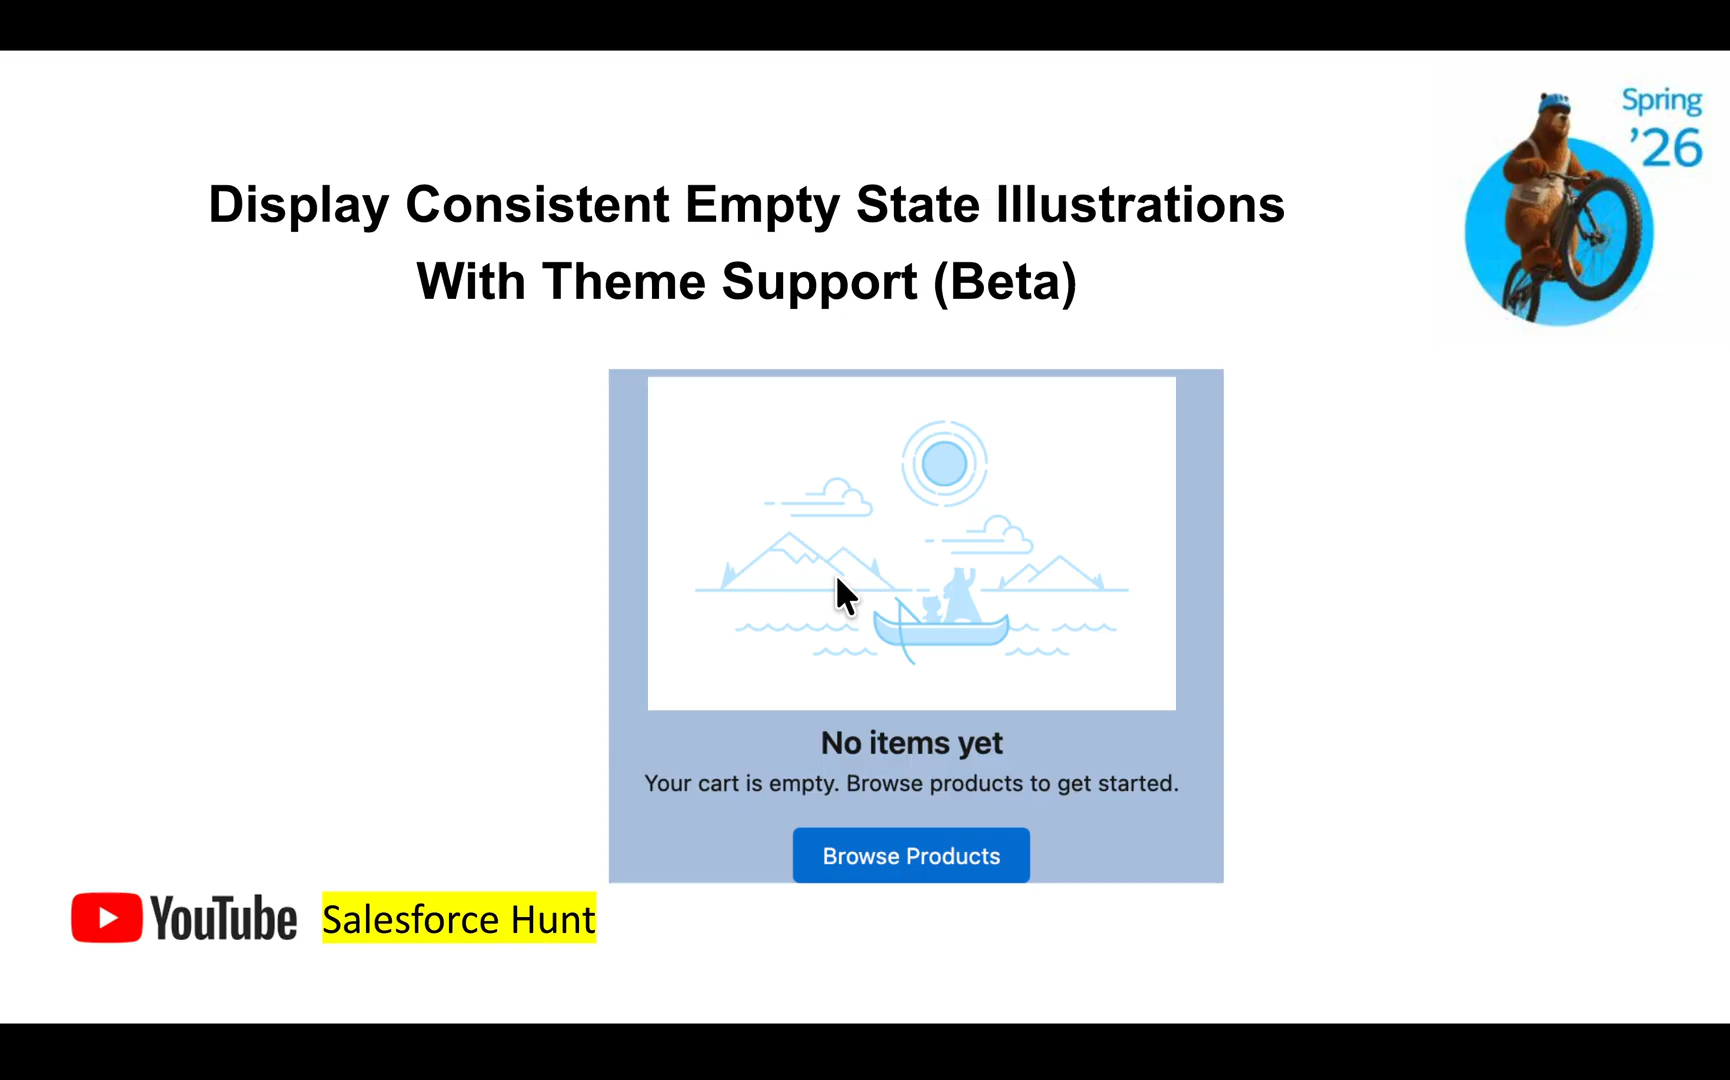 Spring
’26
Display Consistent Empty State Illustrations
With Theme Support (Beta)
No items yet
Your cart is empty. Browse products to get started.
Browse Products
YouTube
Salesforce Hunt